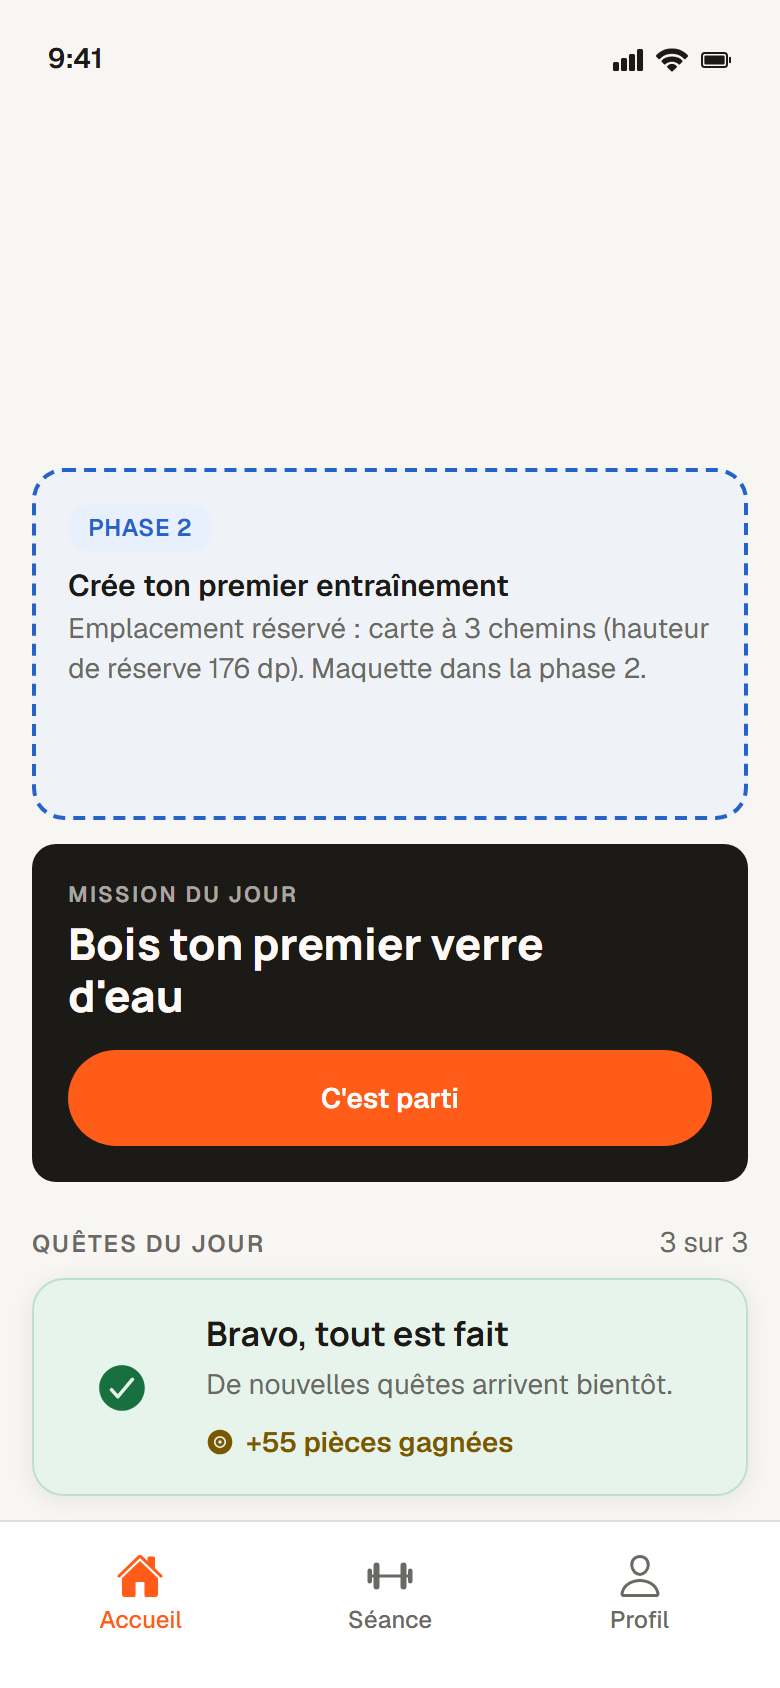 9:41
PHASE 2
Crée ton premier entraînement
Emplacement réservé : carte à 3 chemins (hauteur
de réserve 176 dp). Maquette dans la phase 2.
MISSION DU JOUR
Bois ton premier verre
d'eau
C'est parti
QUÊTES DU JOUR
3 sur 3
Bravo, tout est fait
De nouvelles quêtes arrivent bientôt.
+55 pièces gagnées
Accueil
Séance
Profil